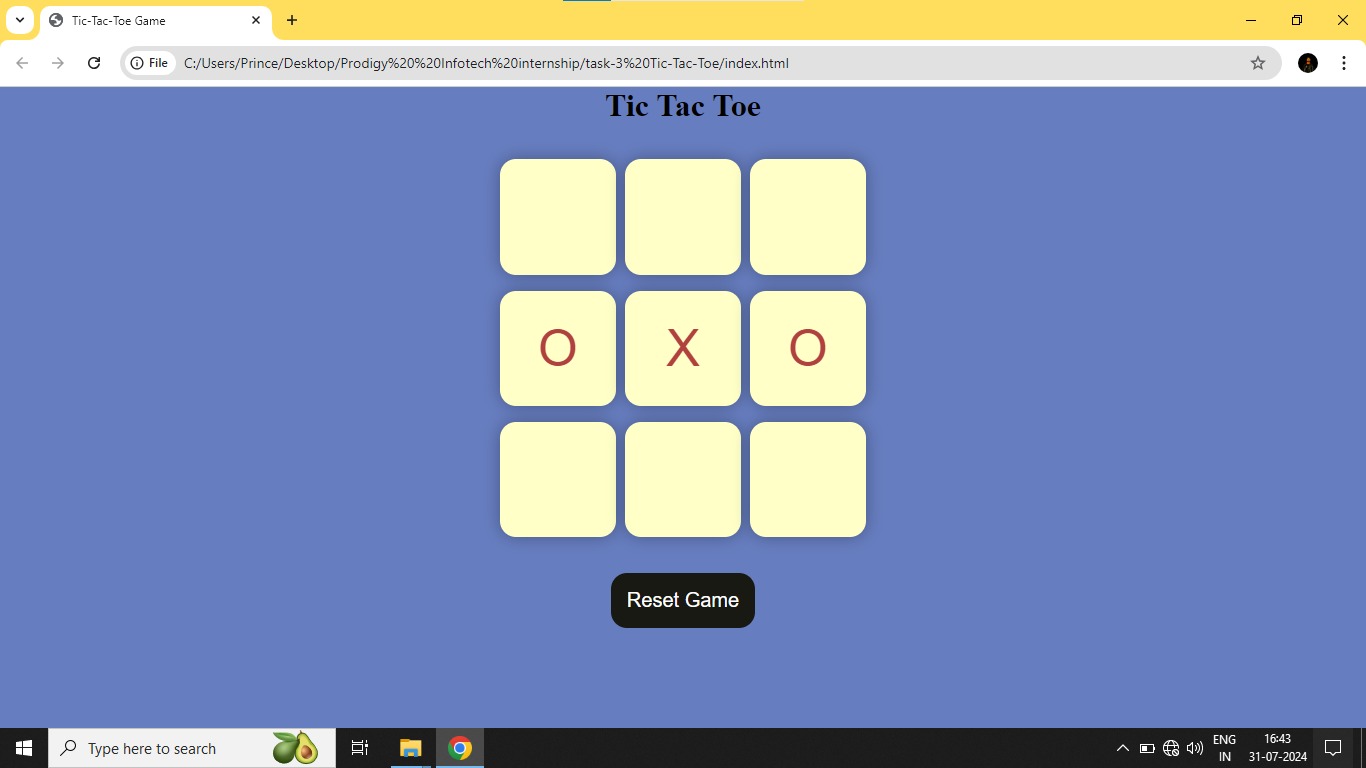 Tic-Tac-Toe Game
File C:/Users/Prince/Desktop/Prodigy%20%20Infotech%20internship/task-3%20Tic-Tac-Toe/index.html
Tic Tac Toe
O X O
Reset Game
Type here to search
ENG 16:43
IN 31-07-2024